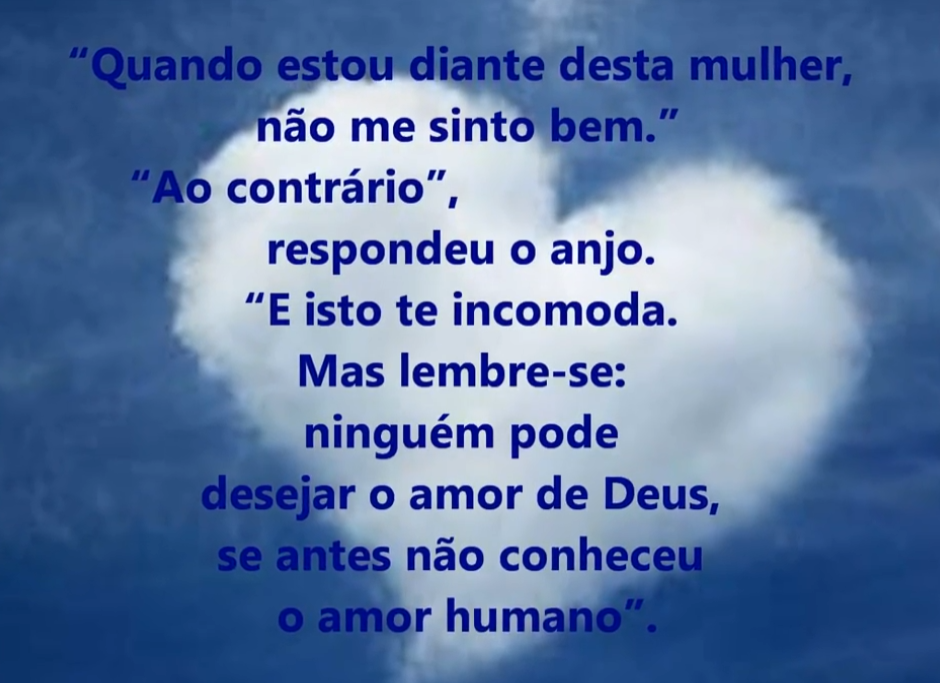 “Quando estou diante desta mulher,
não me sinto bem.”
“Ao contrário”,
respondeu o anjo.
“E isto te incomoda.
Mas lembre-se:
ninguém pode
desejar o amor de Deus,
se antes não conheceu
o amor humano”.